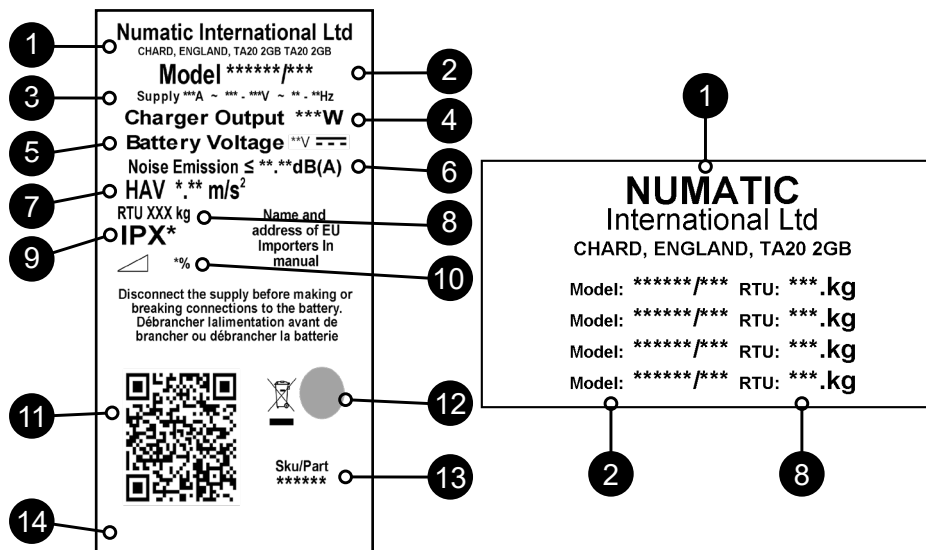 Numatic International Ltd
CHARD, ENGLAND, TA20 2GB TA20 2GB
1
Model ******/***
2
Supply ***A ~ *** - ***V ~ ** - **Hz
3
Charger Output ***W
4
Battery Voltage **V
5
Noise Emission ≤ **.**dB(A)
6
HAV *.** m/s²
7
RTU XXX kg
8
IPX*
9
Name and
address of EU
Importers In
manual
*%
10
Disconnect the supply before making or
breaking connections to the battery.
Débrancher lalimentation avant de
brancher ou débrancher la batterie
11
12
Sku/Part
******
13
14
1
NUMATIC
International Ltd
CHARD, ENGLAND, TA20 2GB
Model: ******/*** RTU: ***.kg
Model: ******/*** RTU: ***.kg
Model: ******/*** RTU: ***.kg
Model: ******/*** RTU: ***.kg
2
8